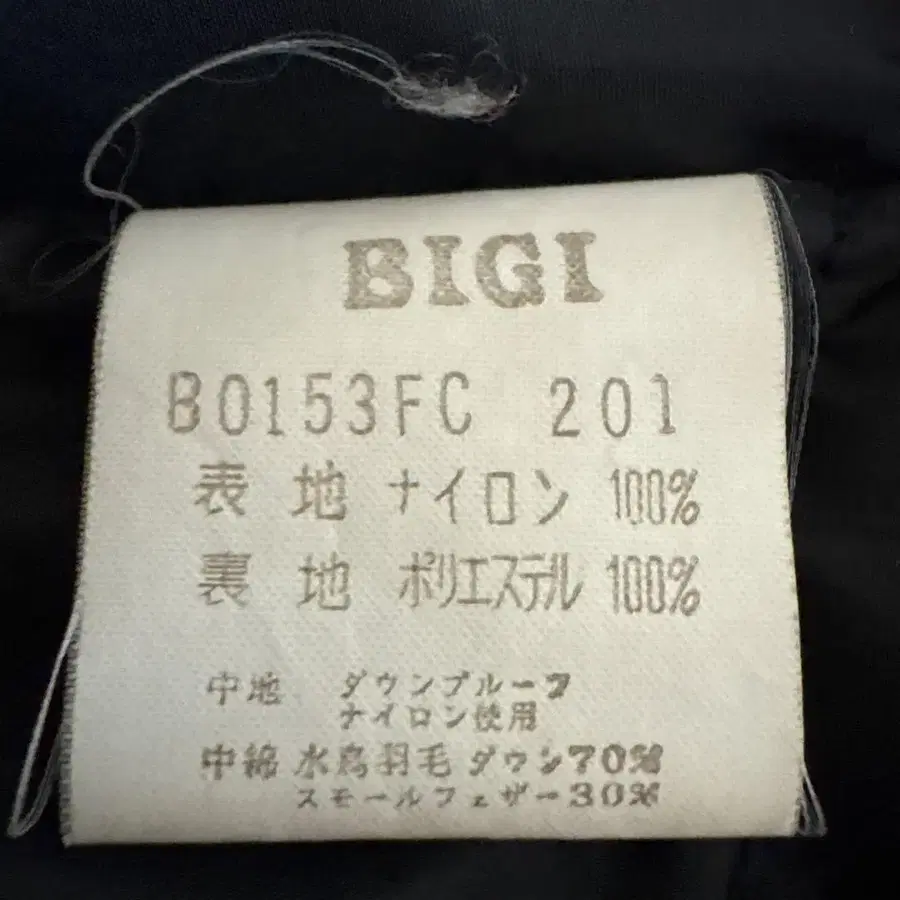 BIGI
B0153FC 201
表 地 ナイロン 100%
裏 地 ポリエステル 100%
中地 ダウンプルーフ
ナイロン使用
中綿 水鳥羽毛 ダウン70%
スモールフェザー30%